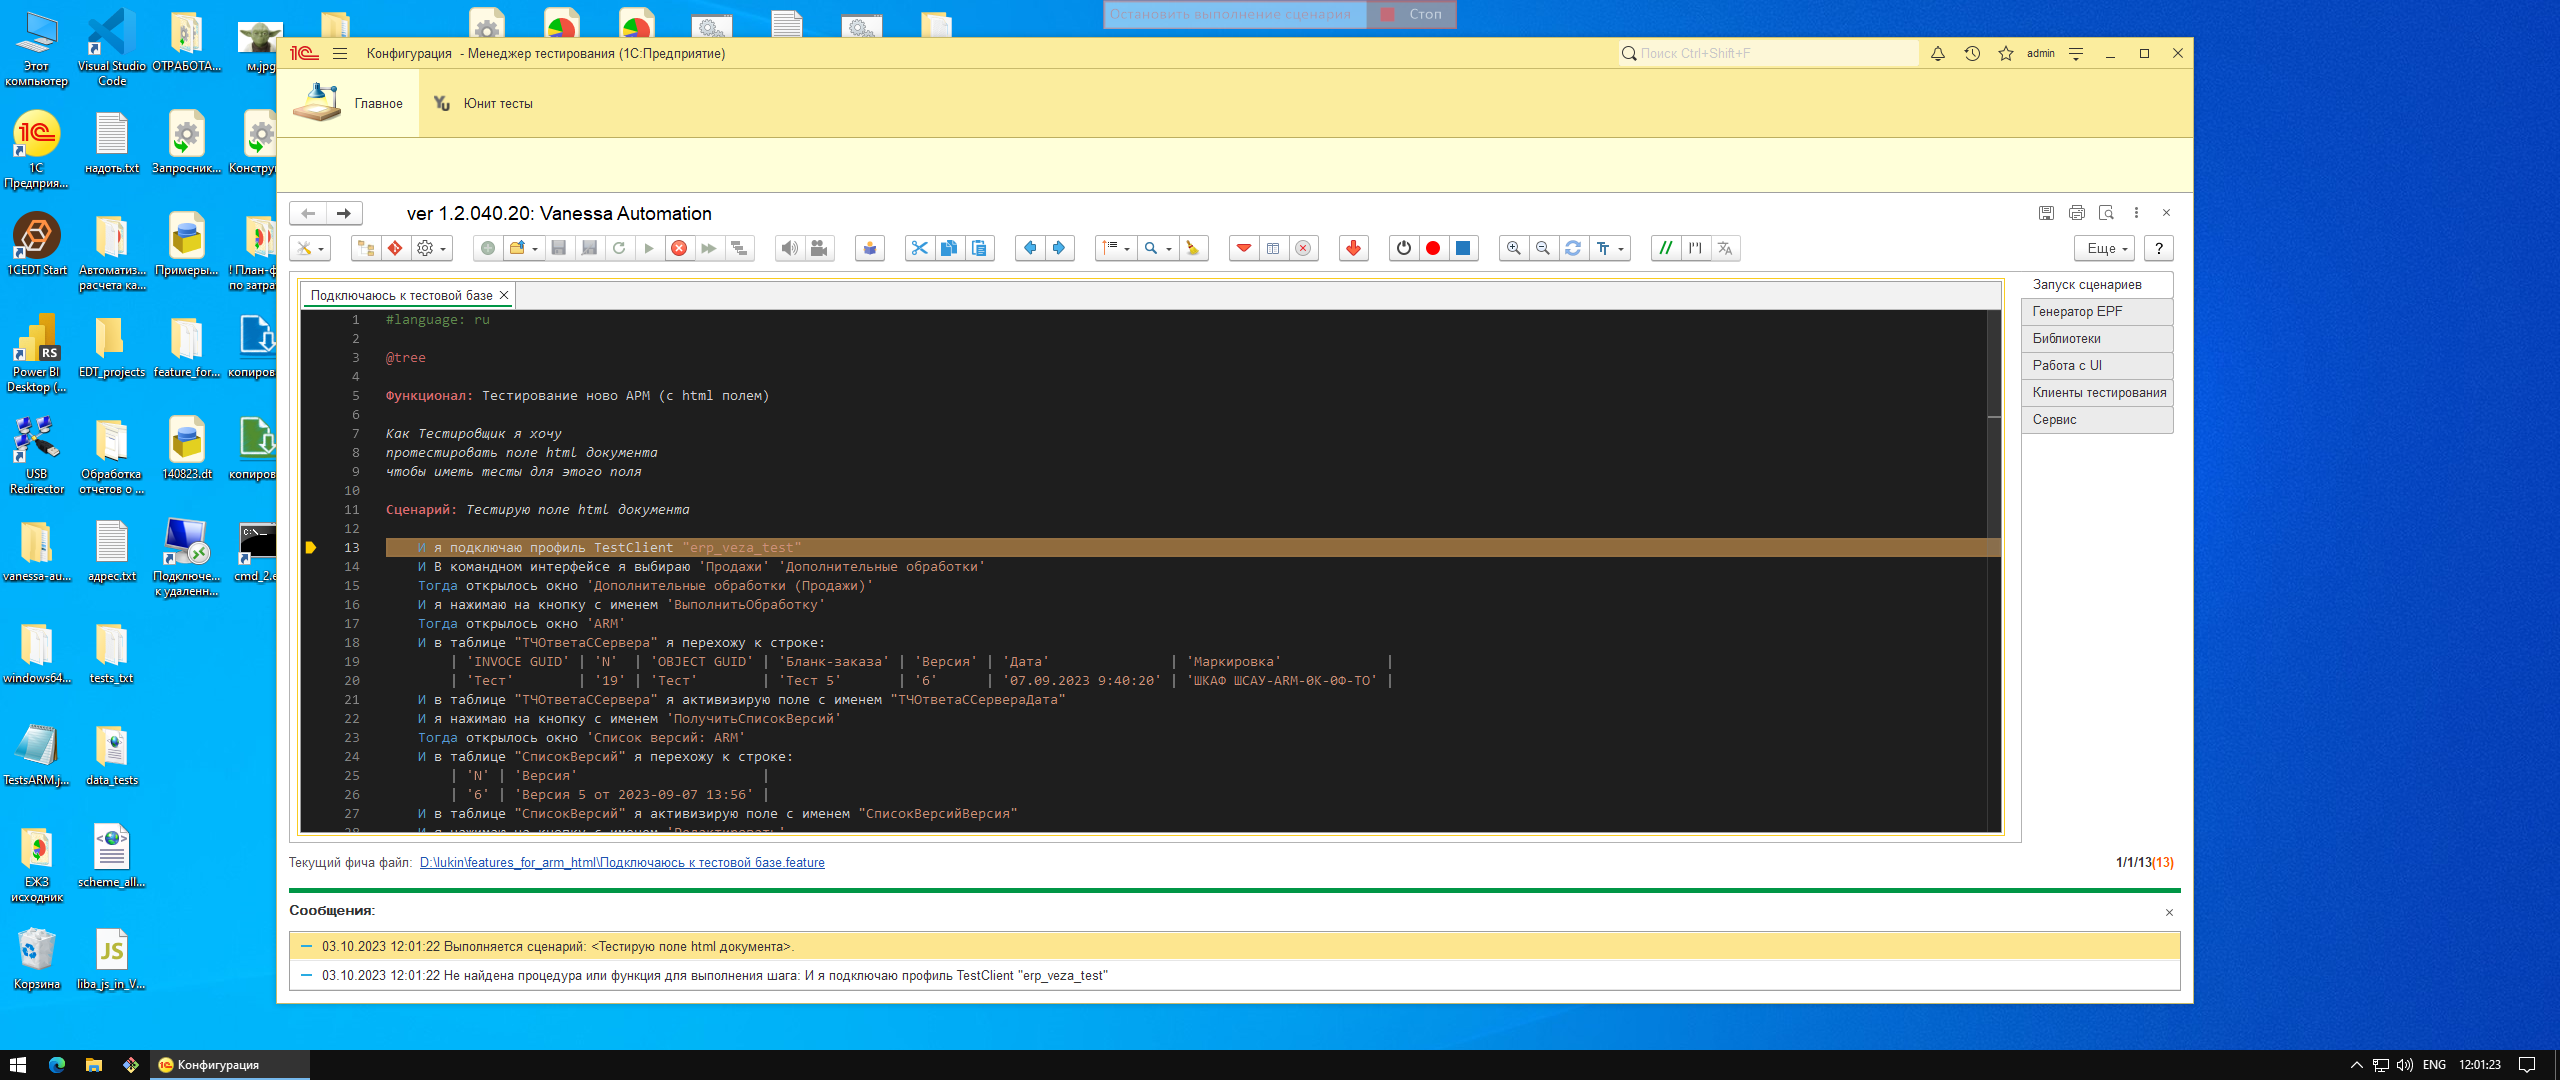 Остановить выполнение сценария
Стоп
Этот компьютер
Visual Studio Code
ОТРАБОТА...
м.jpg
1С Предприя...
надоть.txt
Запросник...
1CEDT Start
Автоматиз... расчета ка...
Примеры...
Power BI Desktop (...
RS
EDT_projects
feature_for...
USB Redirector
Обработка отчетов о ...
140823.dt
vanessa-au...
адрес.txt
Подключе... к удаленн...
windows64...
tests_txt
TestsARM.j...
data_tests
ЕЖЗ исходник
scheme_all...
Корзина
JS
liba_js_in_V...
Конфигурация - Менеджер тестирования (1С:Предприятие)
Поиск Ctrl+Shift+F
admin
Главное
Юнит тесты
ver 1.2.040.20: Vanessa Automation
Еще
?
Подключаюсь к тестовой базе
Запуск сценариев
Генератор EPF
Библиотеки
Работа с UI
Клиенты тестирования
Сервис
1 #language: ru
2
3 @tree
4
5 Функционал: Тестирование ново АРМ (с html полем)
6
7 Как Тестировщик я хочу
8 протестировать поле html документа
9 чтобы иметь тесты для этого поля
10
11 Сценарий: Тестирую поле html документа
12
13 И я подключаю профиль TestClient "erp_veza_test"
14 И В командном интерфейсе я выбираю 'Продажи' 'Дополнительные обработки'
15 Тогда открылось окно 'Дополнительные обработки (Продажи)'
16 И я нажимаю на кнопку с именем 'ВыполнитьОбработку'
17 Тогда открылось окно 'ARM'
18 И в таблице "ТЧОтветаССервера" я перехожу к строке:
19 | 'INVOCE GUID' | 'N' | 'OBJECT GUID' | 'Бланк-заказа' | 'Версия' | 'Дата' | 'Маркировка' |
20 | 'Тест' | '19' | 'Тест' | 'Тест 5' | '6' | '07.09.2023 9:40:20' | 'ШКАФ ШСАУ-ARM-0К-0Ф-ТО' |
21 И в таблице "ТЧОтветаССервера" я активизирую поле с именем "ТЧОтветаССервераДата"
22 И я нажимаю на кнопку с именем 'ПолучитьСписокВерсий'
23 Тогда открылось окно 'Список версий: ARM'
24 И в таблице "СписокВерсий" я перехожу к строке:
25 | 'N' | 'Версия' |
26 | '6' | 'Версия 5 от 2023-09-07 13:56' |
27 И в таблице "СписокВерсий" я активизирую поле с именем "СписокВерсийВерсия"
28 И я нажимаю на кнопку с именем 'Редактировать'
Текущий фича файл: D:\lukin\features_for_arm_html\Подключаюсь к тестовой базе.feature
1/1/13(13)
Сообщения:
03.10.2023 12:01:22 Выполняется сценарий: <Тестирую поле html документа>.
03.10.2023 12:01:22 Не найдена процедура или функция для выполнения шага: И я подключаю профиль TestClient "erp_veza_test"
Конфигурация
ENG
12:01:23